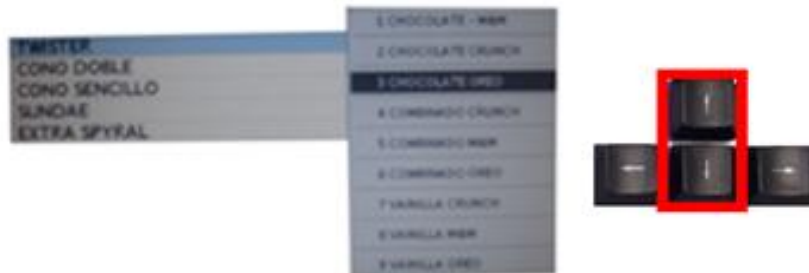 TWISTER
CONO DOBLE
CONO SENCILLO
SUNDAE
EXTRA SPYRAL
1 CHOCOLATE - M&M
2 CHOCOLATE CRUNCH
3 CHOCOLATE OREO
4 COMBINADO CRUNCH
5 COMBINADO M&M
6 COMBINADO OREO
7 VAINILLA CRUNCH
8 VAINILLA M&M
9 VAINILLA OREO